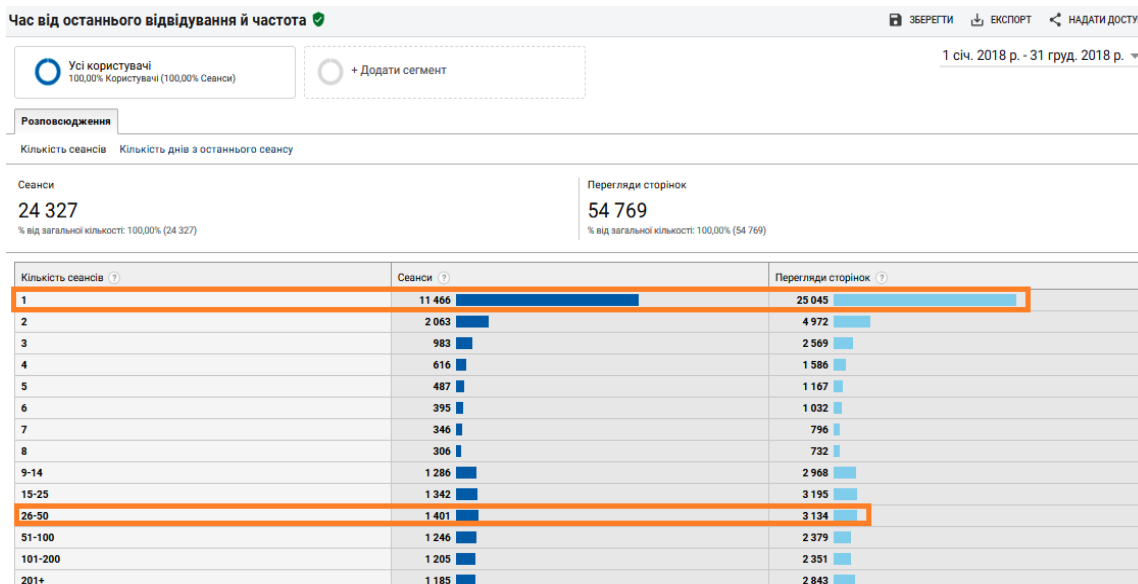 Час від останнього відвідування й частота
ЗБЕРЕГТИ ЕКСПОРТ НАДАТИ ДОСТУ
Усі користувачі
100,00% Користувачі (100,00% Сеанси)
+ Додати сегмент
1 січ. 2018 р. - 31 груд. 2018 р.
Розповсюдження
Кількість сеансів Кількість днів з останнього сеансу
Сеанси
24 327
% від загальної кількості: 100,00% (24 327)
Перегляди сторінок
54 769
% від загальної кількості: 100,00% (54 769)
Кількість сеансів ? Сеанси ? Перегляди сторінок ?
1 11 466 25 045
2 2 063 4 972
3 983 2 569
4 616 1 586
5 487 1 167
6 395 1 032
7 346 796
8 306 732
9-14 1 286 2 968
15-25 1 342 3 195
26-50 1 401 3 134
51-100 1 246 2 379
101-200 1 205 2 351
201+ 1 185 2 843